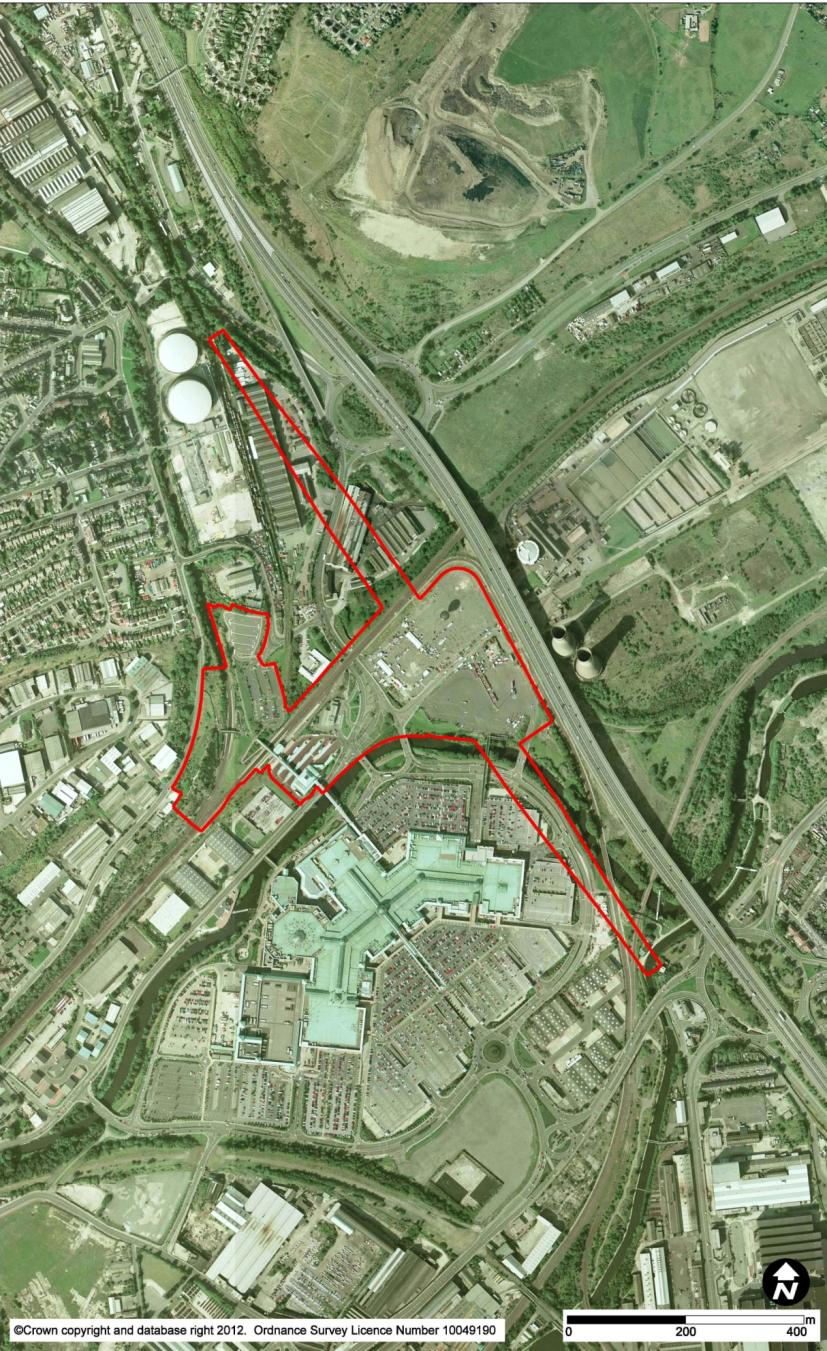 N
©Crown copyright and database right 2012. Ordnance Survey Licence Number 10049190
m
0 200 400